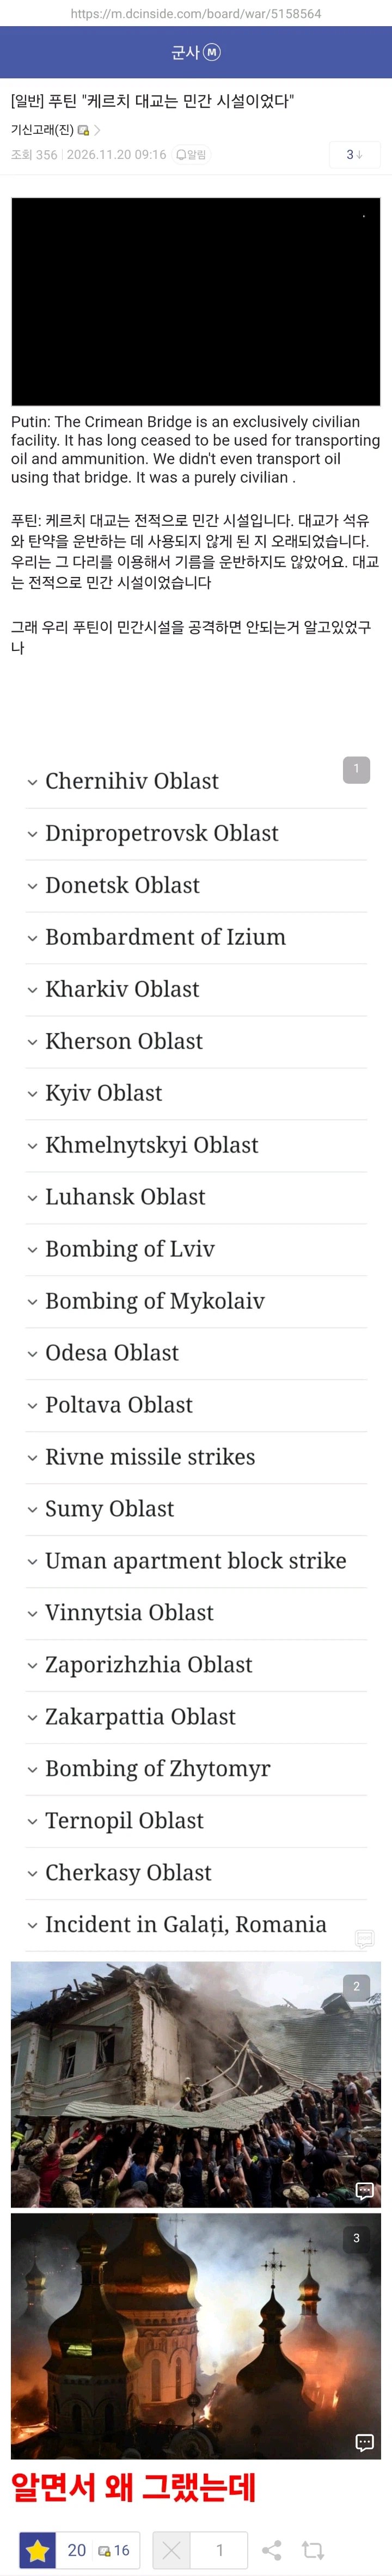 https://m.dcinside.com/board/war/5158564
군사 M
[일반] 푸틴 "케르치 대교는 민간 시설이었다"
기신고래(진)
조회 356 | 2026.11.20 09:16 알림
3↓
Putin: The Crimean Bridge is an exclusively civilian
facility. It has long ceased to be used for transporting
oil and ammunition. We didn't even transport oil
using that bridge. It was a purely civilian .
푸틴: 케르치 대교는 전적으로 민간 시설입니다. 대교가 석유
와 탄약을 운반하는 데 사용되지 않게 된 지 오래되었습니다.
우리는 그 다리를 이용해서 기름을 운반하지도 않았어요. 대교
는 전적으로 민간 시설이었습니다
그래 우리 푸틴이 민간시설을 공격하면 안되는거 알고있었구
나
1
Chernihiv Oblast
Dnipropetrovsk Oblast
Donetsk Oblast
Bombardment of Izium
Kharkiv Oblast
Kherson Oblast
Kyiv Oblast
Khmelnytskyi Oblast
Luhansk Oblast
Bombing of Lviv
Bombing of Mykolaiv
Odesa Oblast
Poltava Oblast
Rivne missile strikes
Sumy Oblast
Uman apartment block strike
Vinnytsia Oblast
Zaporizhzhia Oblast
Zakarpattia Oblast
Bombing of Zhytomyr
Ternopil Oblast
Cherkasy Oblast
Incident in Galați, Romania
2
3
알면서 왜 그랬는데
20 16 1